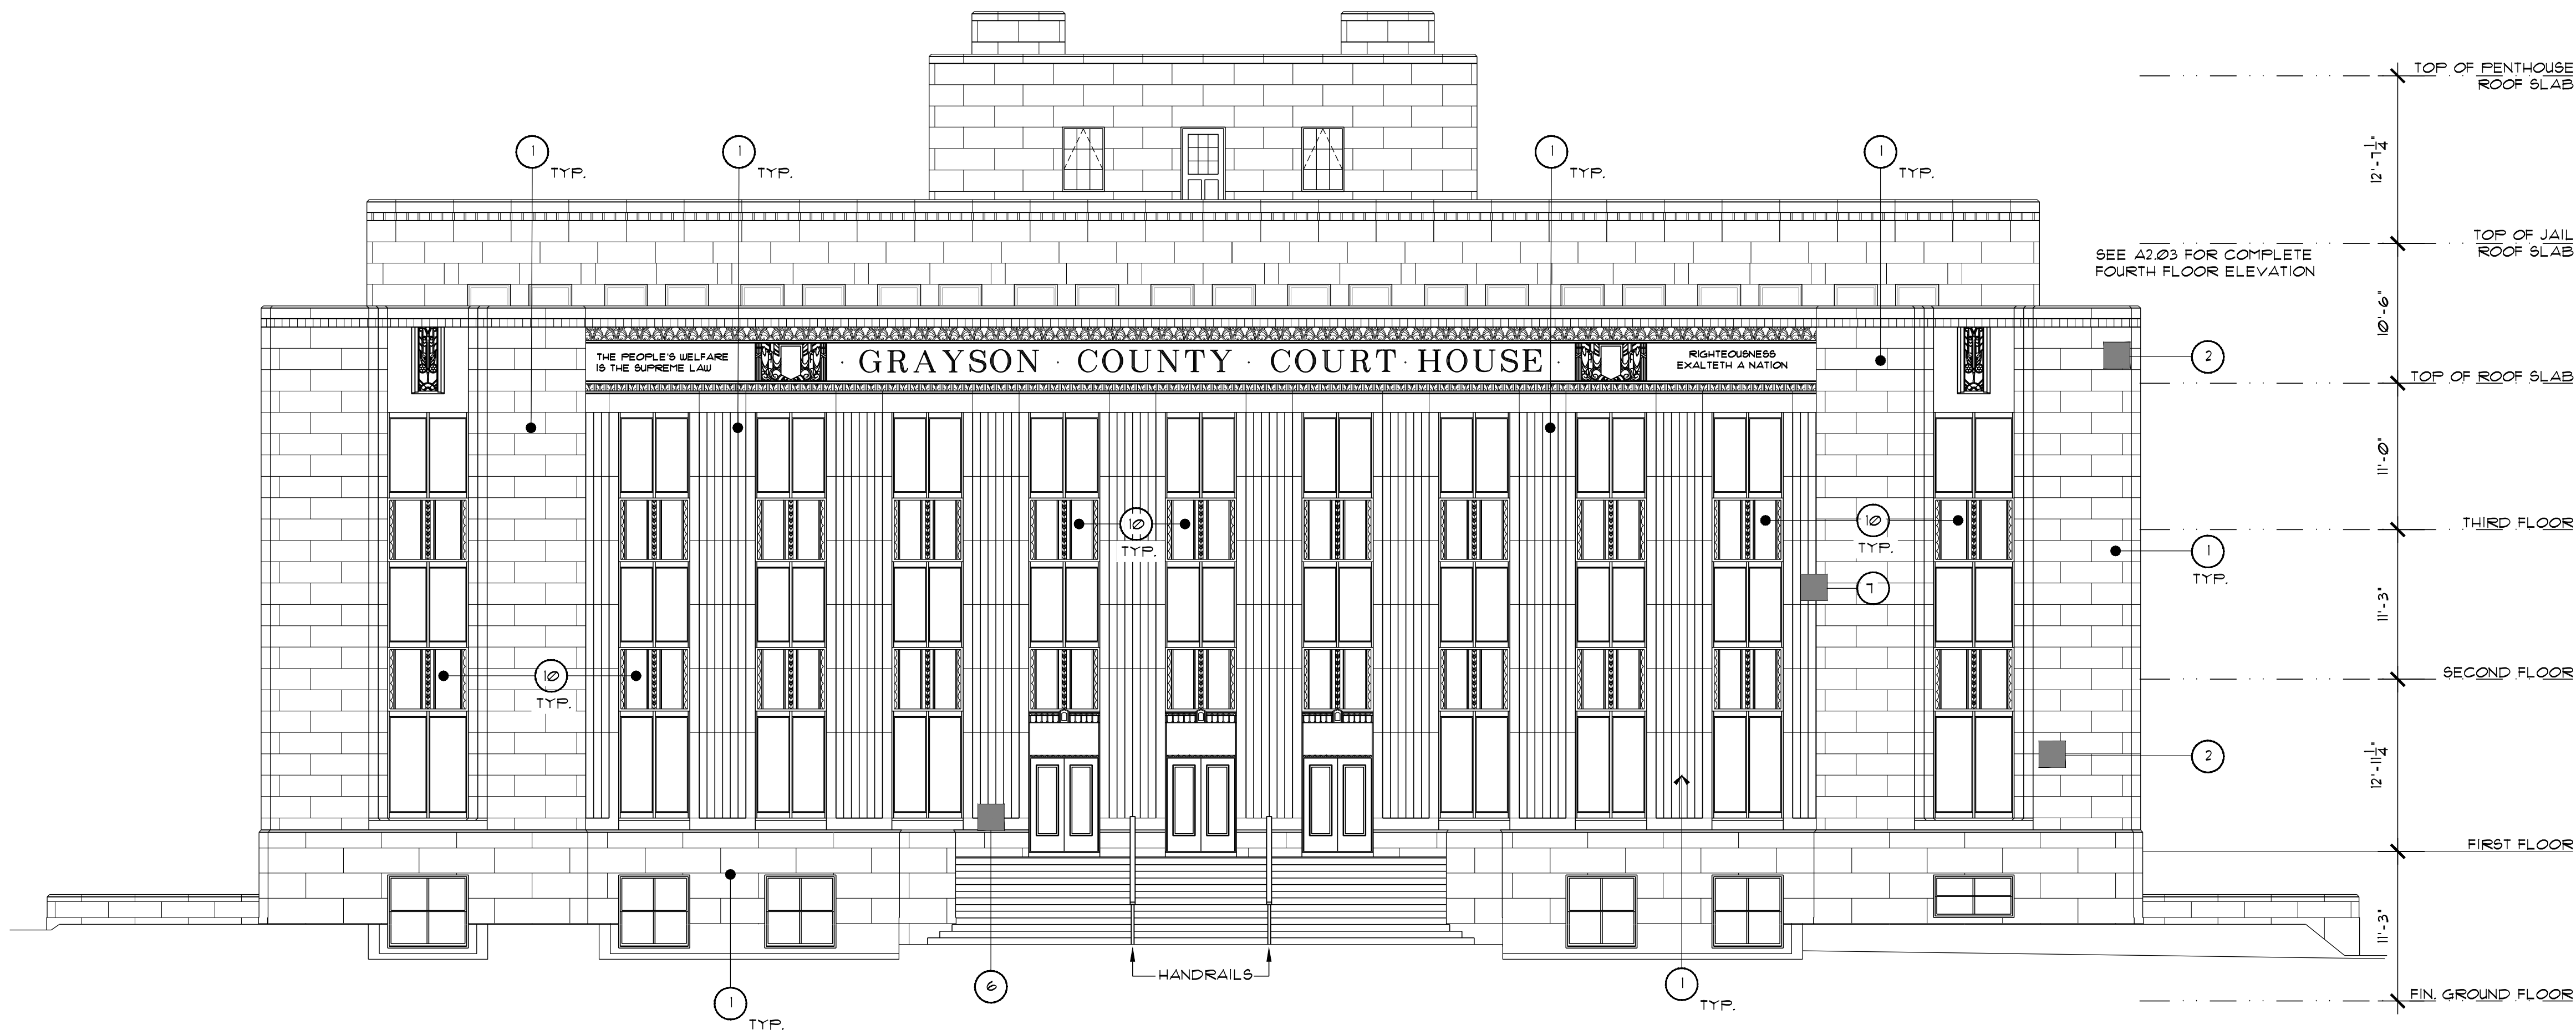 TOP OF PENTHOUSE
ROOF SLAB
1
TYP.
1
TYP.
1
TYP.
1
TYP.
12'-7 1/4"
TOP OF JAIL
ROOF SLAB
SEE A2.03 FOR COMPLETE
FOURTH FLOOR ELEVATION
10'-6"
THE PEOPLE'S WELFARE
IS THE SUPREME LAW
· GRAYSON · COUNTY · COURT · HOUSE ·
RIGHTEOUSNESS
EXALTETH A NATION
2
TOP OF ROOF SLAB
11'-0"
10
TYP.
10
TYP.
THIRD FLOOR
1
TYP.
7
11'-3"
10
TYP.
SECOND FLOOR
2
12'-11 1/4"
FIRST FLOOR
11'-3"
HANDRAILS
6
1
TYP.
1
TYP.
FIN. GROUND FLOOR